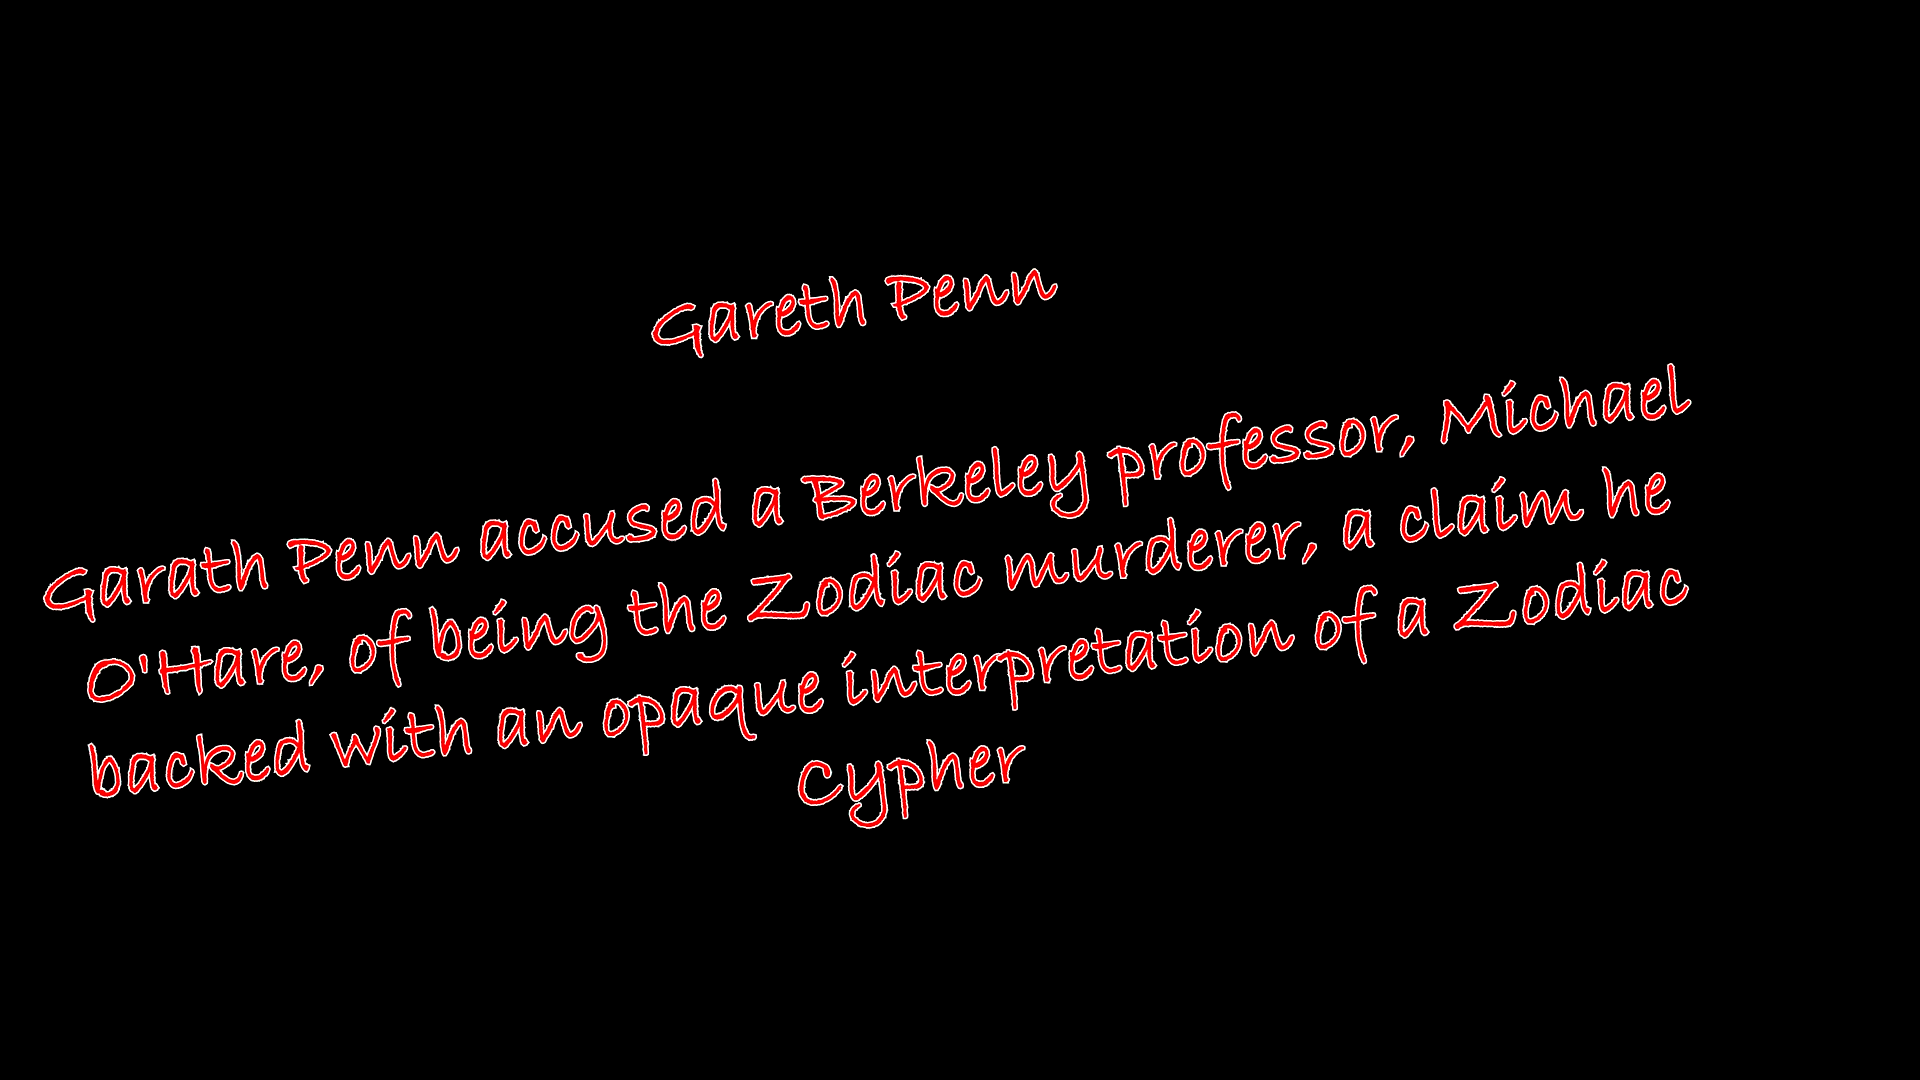 Gareth Penn
Garath Penn accused a Berkeley professor, Michael
O'Hare, of being the Zodiac murderer, a claim he
backed with an opaque interpretation of a Zodiac
Cypher